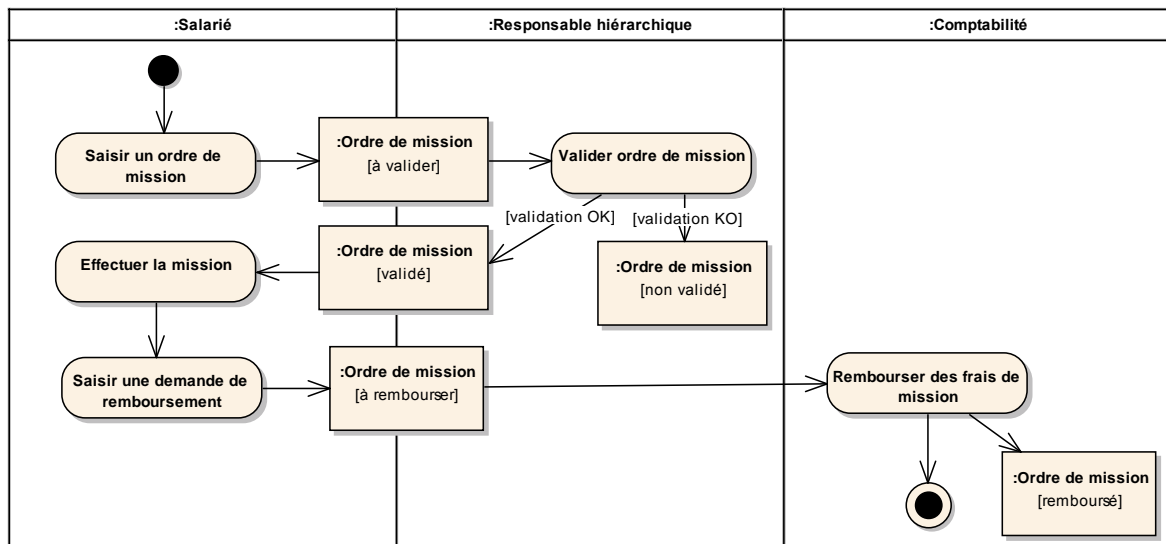 :Salarié
:Responsable hiérarchique
:Comptabilité
Saisir un ordre de
mission
:Ordre de mission
[à valider]
Valider ordre de mission
[validation OK]
[validation KO]
Effectuer la mission
:Ordre de mission
[validé]
:Ordre de mission
[non validé]
Saisir une demande de
remboursement
:Ordre de mission
[à rembourser]
Rembourser des frais de
mission
:Ordre de mission
[remboursé]